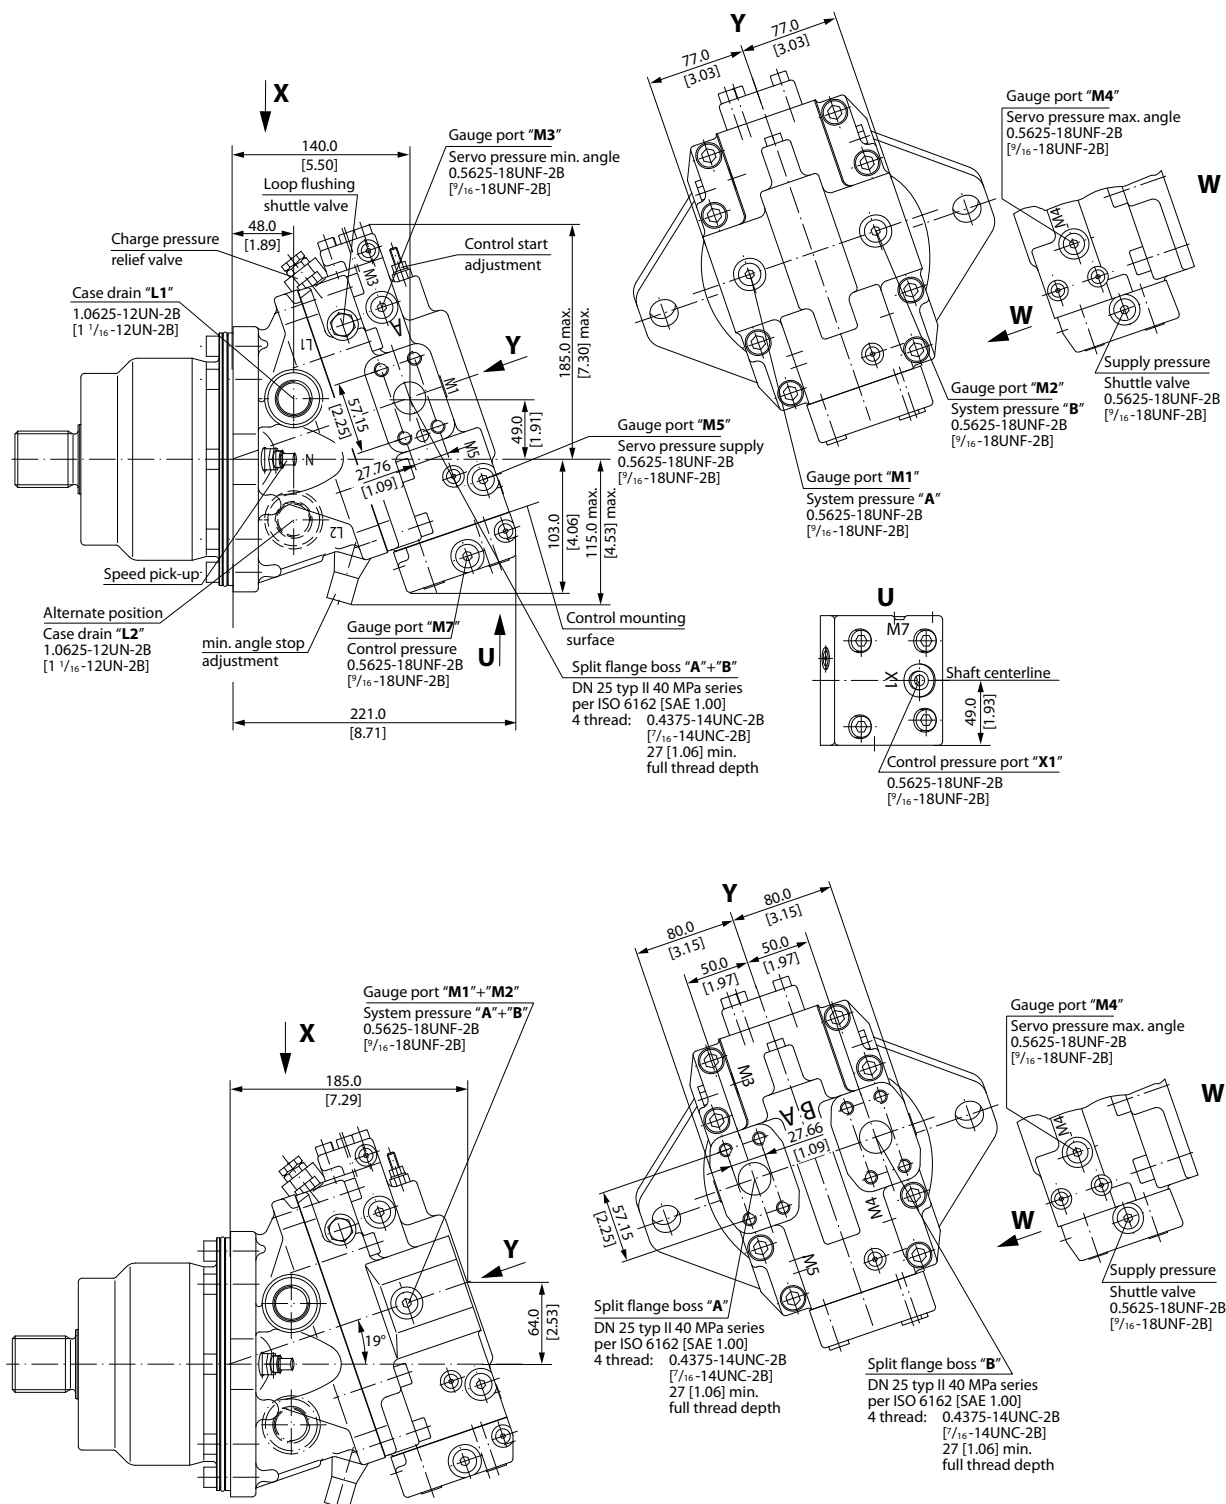 X
140.0
[5.50]
Loop flushing
shuttle valve
48.0
[1.89]
Charge pressure
relief valve
Case drain “L1”
1.0625-12UN-2B
[1 1/16-12UN-2B]
Gauge port “M3”
Servo pressure min. angle
0.5625-18UNF-2B
[9/16-18UNF-2B]
Control start
adjustment
M3
A
L1
M1
Y
185.0 max.
[7.30] max.
57.15
[2.25]
49.0
[1.91]
N
27.76
[1.09]
M5
L2
Gauge port “M5”
Servo pressure supply
0.5625-18UNF-2B
[9/16-18UNF-2B]
103.0
[4.06]
115.0 max.
[4.53] max.
Speed pick-up
Alternate position
Case drain “L2”
1.0625-12UN-2B
[1 1/16-12UN-2B]
min. angle stop
adjustment
Gauge port “M7”
Control pressure
0.5625-18UNF-2B
[9/16-18UNF-2B]
U
Control mounting
surface
Split flange boss “A”+”B”
DN 25 typ II 40 MPa series
per ISO 6162 [SAE 1.00]
4 thread: 0.4375-14UNC-2B
[7/16-14UNC-2B]
27 [1.06] min.
full thread depth
221.0
[8.71]
Y
77.0
[3.03]
77.0
[3.03]
Gauge port “M4”
Servo pressure max. angle
0.5625-18UNF-2B
[9/16-18UNF-2B]
W
M4
W
Supply pressure
Shuttle valve
0.5625-18UNF-2B
[9/16-18UNF-2B]
Gauge port “M2”
System pressure “B”
0.5625-18UNF-2B
[9/16-18UNF-2B]
Gauge port “M1”
System pressure “A”
0.5625-18UNF-2B
[9/16-18UNF-2B]
U
M7
X1
Shaft centerline
49.0
[1.93]
Control pressure port “X1”
0.5625-18UNF-2B
[9/16-18UNF-2B]
Gauge port “M1”+”M2”
System pressure “A”+”B”
0.5625-18UNF-2B
[9/16-18UNF-2B]
X
185.0
[7.29]
Y
19°
64.0
[2.53]
Y
80.0
[3.15]
80.0
[3.15]
50.0
[1.97]
50.0
[1.97]
M3
B A
27.66
[1.09]
57.15
[2.25]
M4
M5
Gauge port “M4”
Servo pressure max. angle
0.5625-18UNF-2B
[9/16-18UNF-2B]
W
M4
W
Supply pressure
Shuttle valve
0.5625-18UNF-2B
[9/16-18UNF-2B]
Split flange boss “A”
DN 25 typ II 40 MPa series
per ISO 6162 [SAE 1.00]
4 thread: 0.4375-14UNC-2B
[7/16-14UNC-2B]
27 [1.06] min.
full thread depth
Split flange boss “B”
DN 25 typ II 40 MPa series
per ISO 6162 [SAE 1.00]
4 thread: 0.4375-14UNC-2B
[7/16-14UNC-2B]
27 [1.06] min.
full thread depth